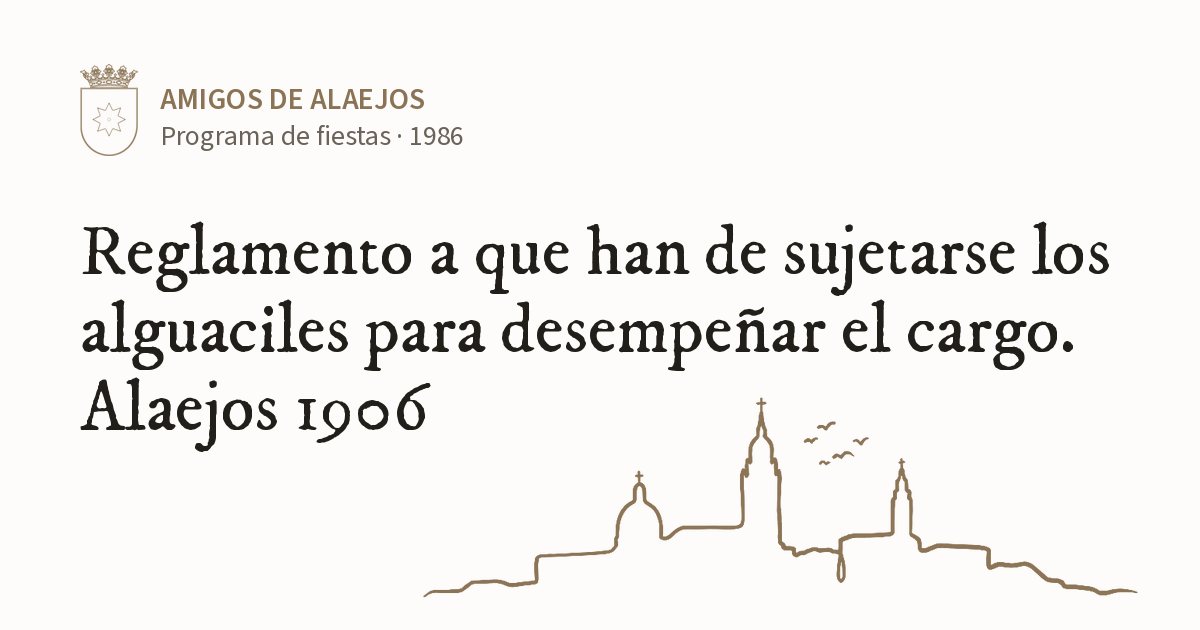 AMIGOS DE ALAEJOS
Programa de fiestas · 1986
Reglamento a que han de sujetarse los
alguaciles para desempeñar el cargo.
Alaejos 1906